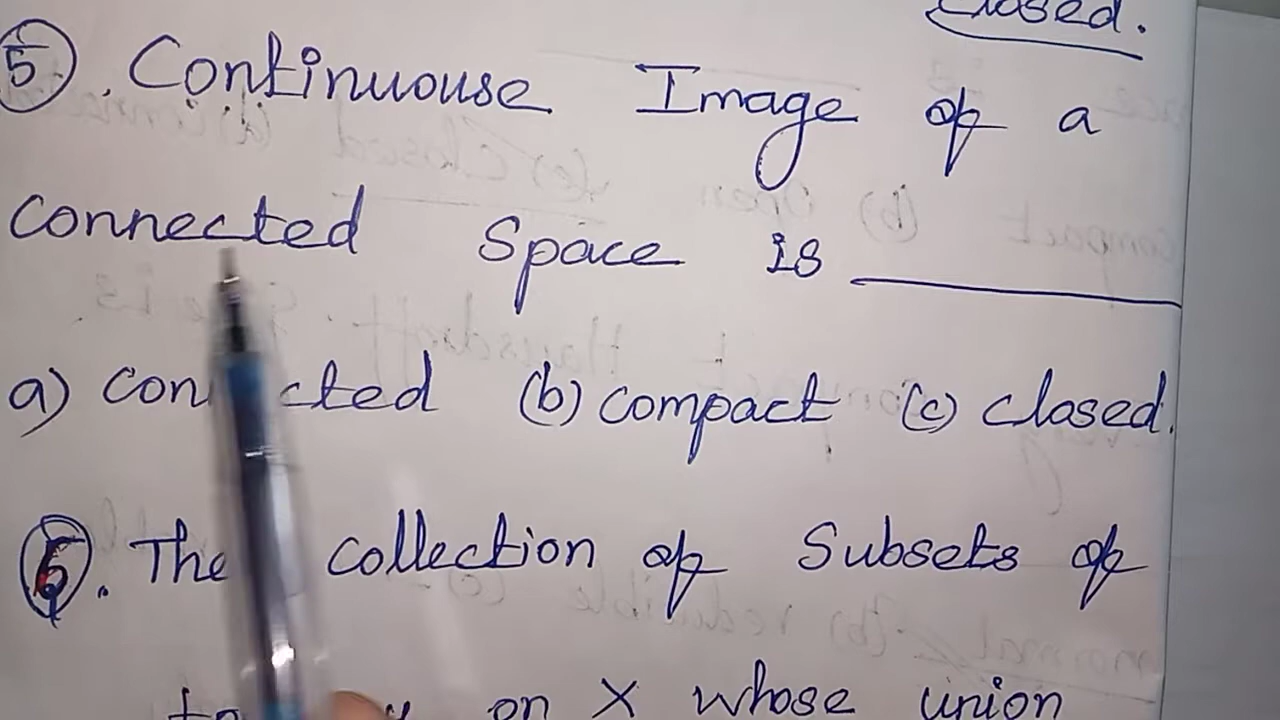 closed.
5. Continuouse Image of a
connected Space is
a) con cted (b) compact (c) closed.
6. The collection of Subsets of
on X whose union